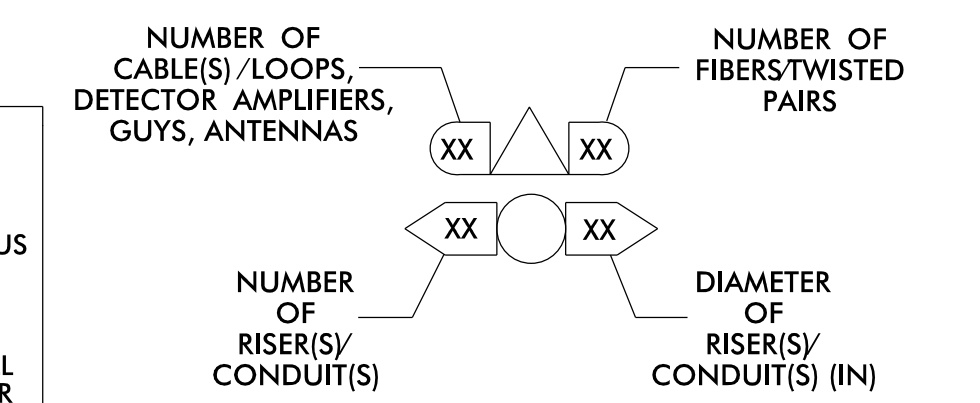 NUMBER OF
CABLE(S)/LOOPS,
DETECTOR AMPLIFIERS,
GUYS, ANTENNAS
NUMBER OF
FIBERS/TWISTED
PAIRS
XX
XX
XX
XX
NUMBER
OF
RISER(S)/
CONDUIT(S)
DIAMETER
OF
RISER(S)/
CONDUIT(S) (IN)